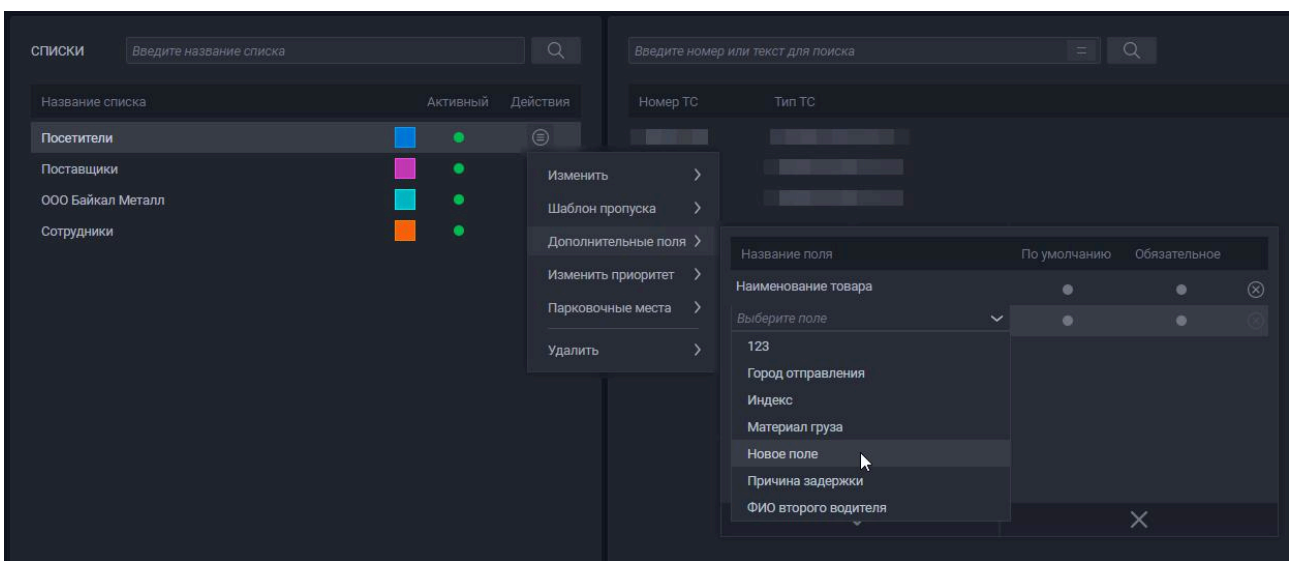 СПИСКИ
Введите название списка
Название списка Активный Действия
Посетители
Поставщики
ООО Байкал Металл
Сотрудники
Изменить
Шаблон пропуска
Дополнительные поля
Изменить приоритет
Парковочные места
Удалить
Введите номер или текст для поиска =
Номер ТС Тип ТС
Название поля По умолчанию Обязательное
Наименование товара
Выберите поле
123
Город отправления
Индекс
Материал груза
Новое поле
Причина задержки
ФИО второго водителя